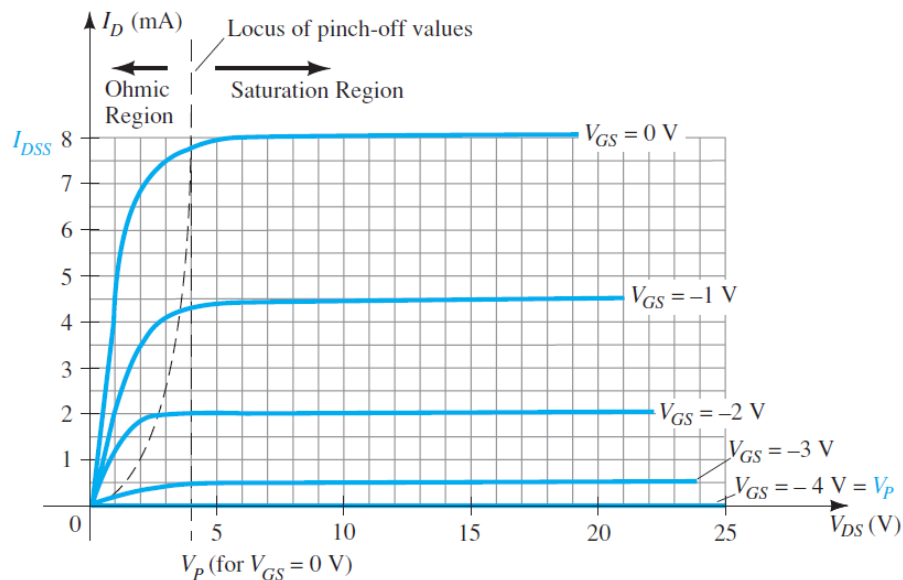 I_D (mA)
Locus of pinch-off values
Ohmic
Region
Saturation Region
I_DSS 8
V_GS = 0 V
7
6
5
V_GS = –1 V
4
3
2
V_GS = –2 V
V_GS = –3 V
1
V_GS = – 4 V = V_P
0
5
10
15
20
25
V_DS (V)
V_P (for V_GS = 0 V)